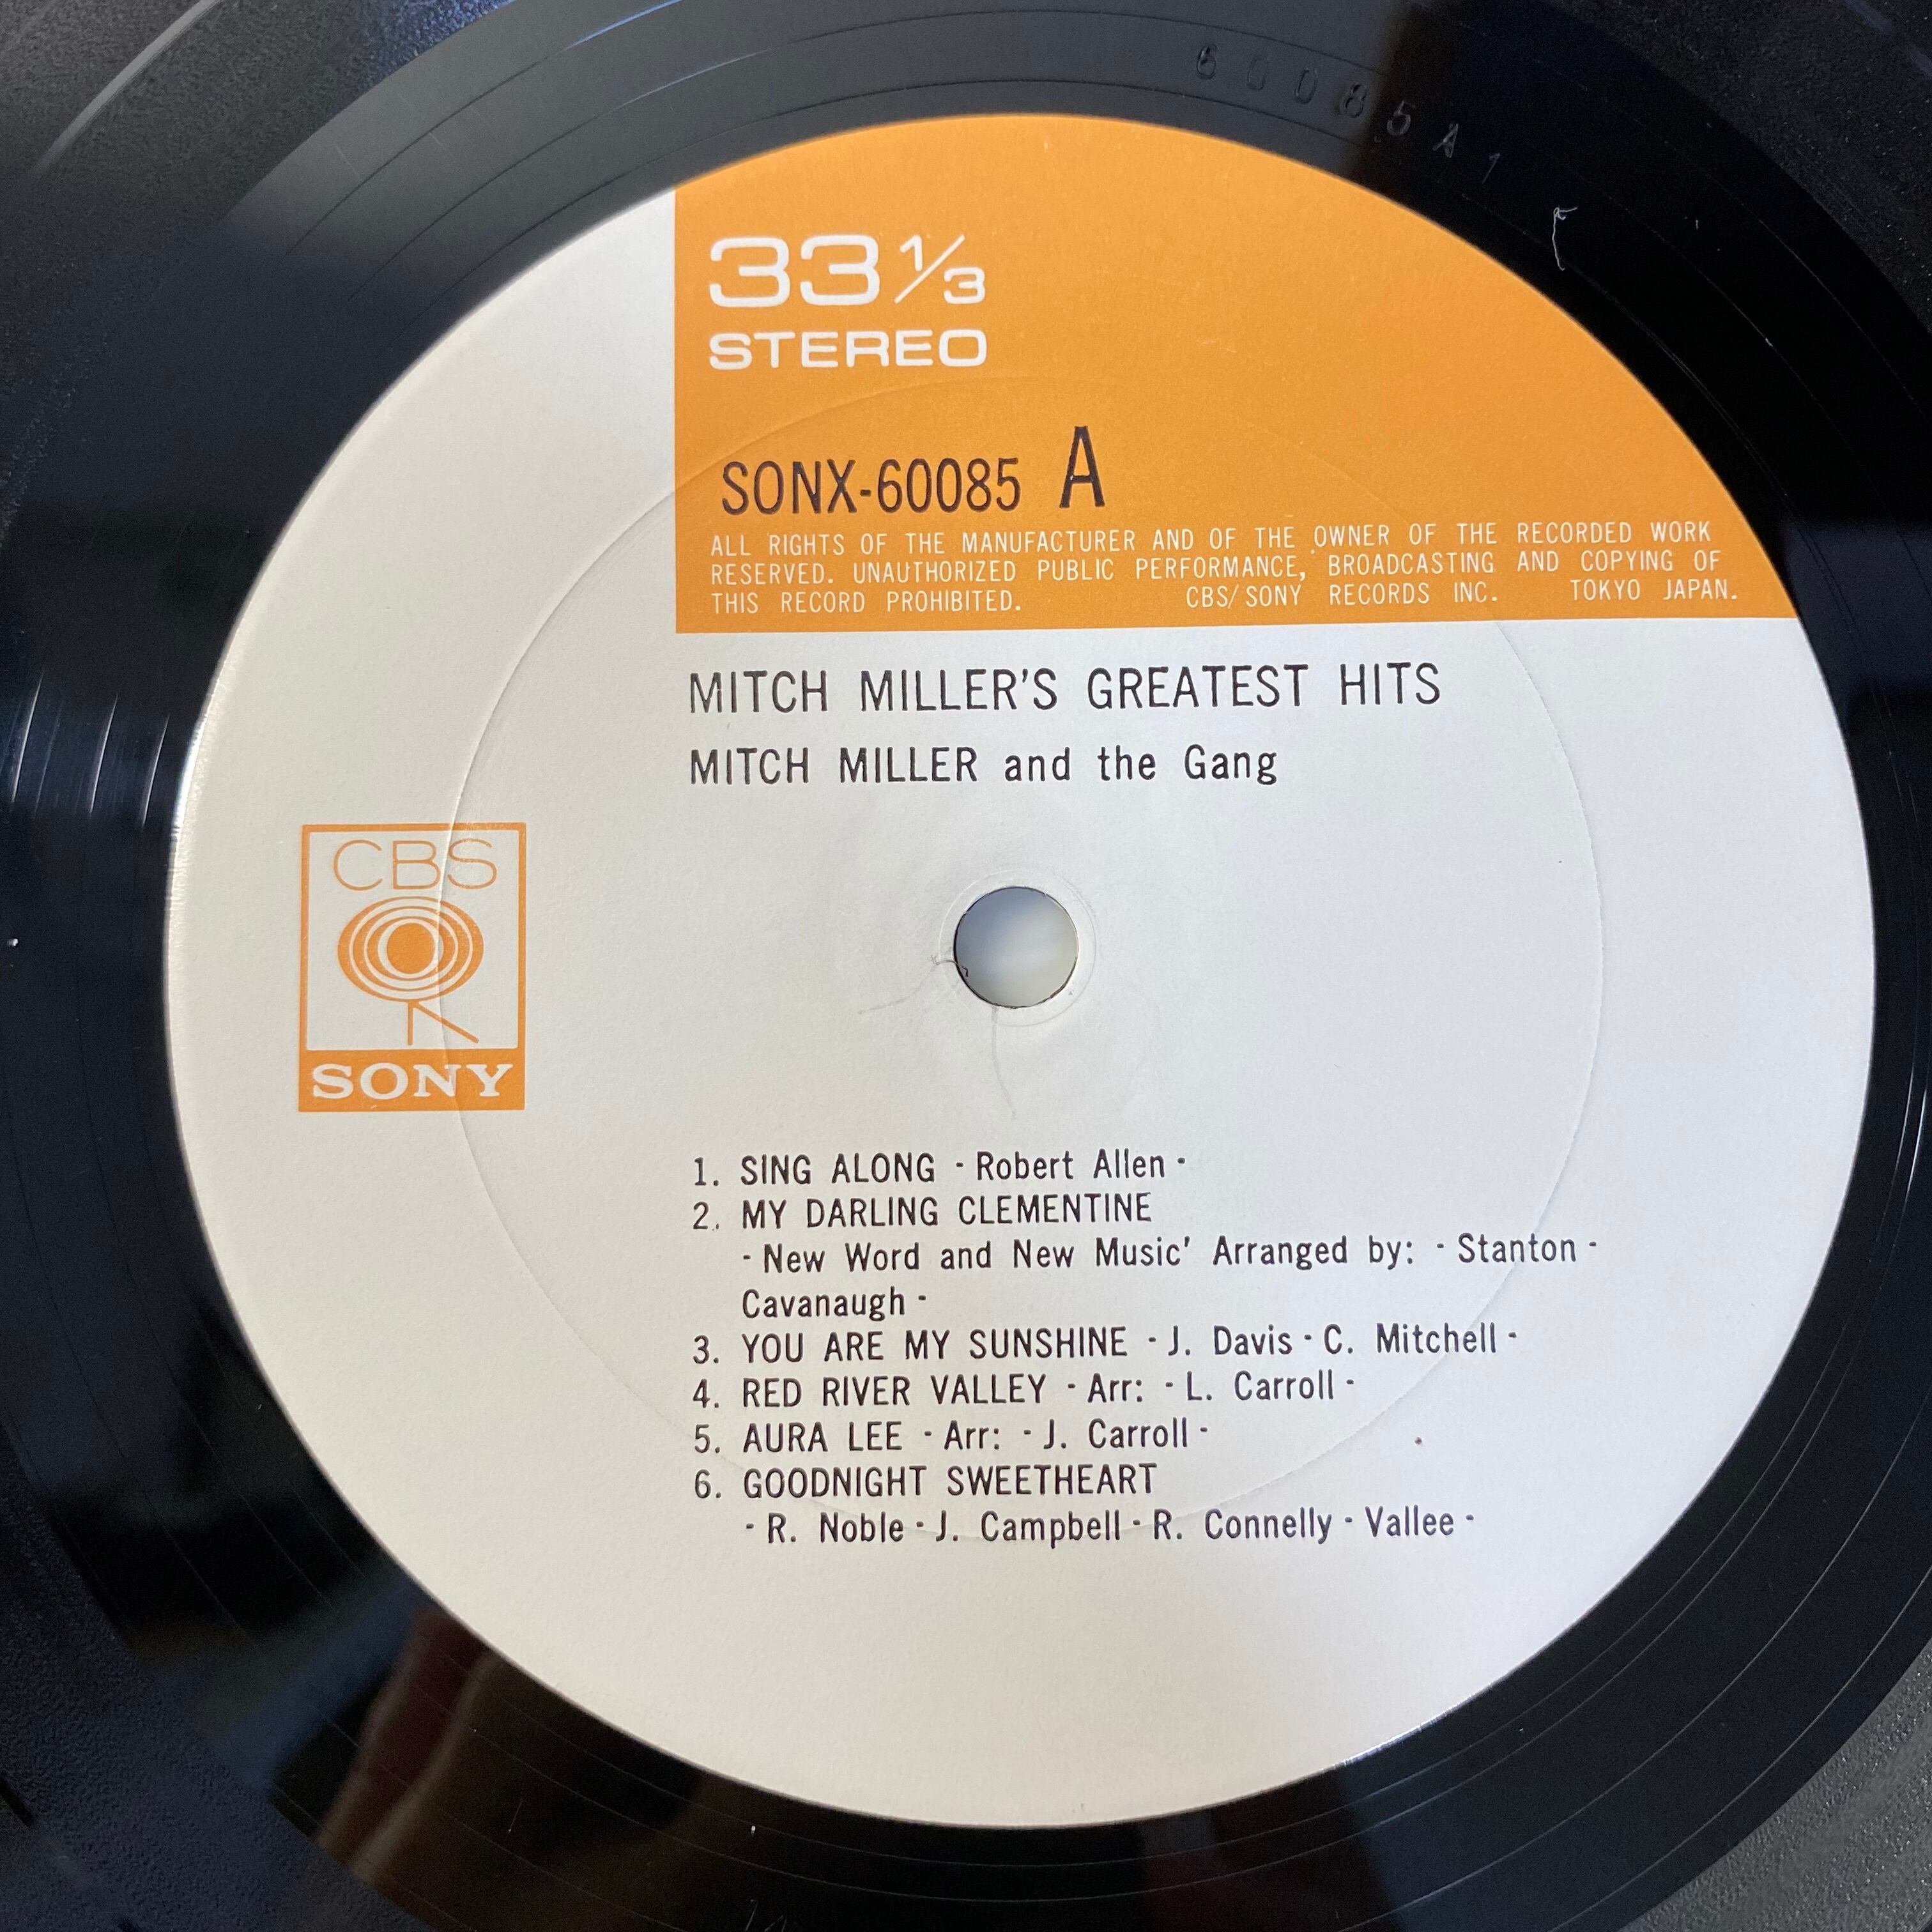 60085A1
33 1/3
STEREO
SONX-60085 A
ALL RIGHTS OF THE MANUFACTURER AND OF THE OWNER OF THE RECORDED WORK
RESERVED. UNAUTHORIZED PUBLIC PERFORMANCE, BROADCASTING AND COPYING OF
THIS RECORD PROHIBITED. CBS/SONY RECORDS INC. TOKYO JAPAN.
MITCH MILLER'S GREATEST HITS
MITCH MILLER and the Gang
CBS
SONY
1. SING ALONG - Robert Allen -
2. MY DARLING CLEMENTINE
- New Word and New Music' Arranged by: - Stanton -
Cavanaugh -
3. YOU ARE MY SUNSHINE - J. Davis - C. Mitchell -
4. RED RIVER VALLEY - Arr: - L. Carroll -
5. AURA LEE - Arr: - J. Carroll -
6. GOODNIGHT SWEETHEART
- R. Noble - J. Campbell - R. Connelly - Vallee -